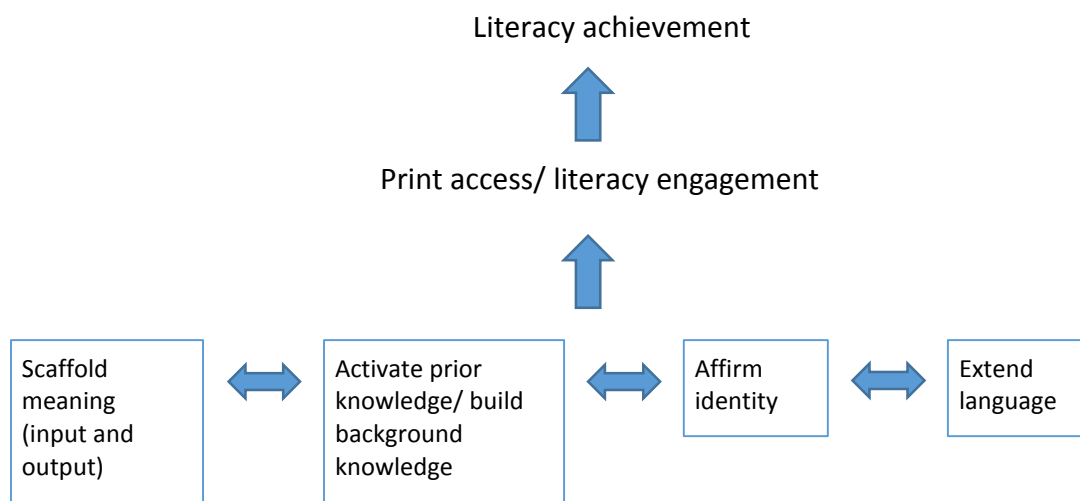 Literacy achievement
Print access/ literacy engagement
Scaffold
meaning
(input and
output)
Activate prior
knowledge/ build
background
knowledge
Affirm
identity
Extend
language